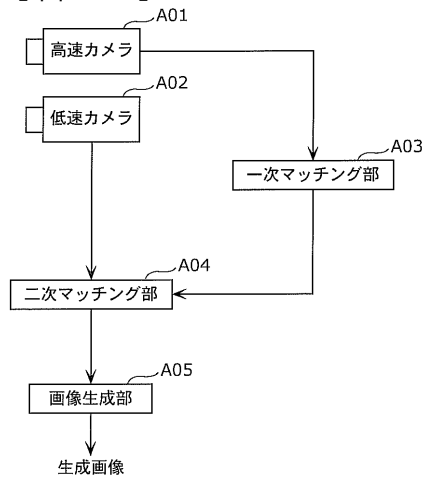 A01
高速カメラ
A02
低速カメラ
A03
一次マッチング部
A04
二次マッチング部
A05
画像生成部
生成画像